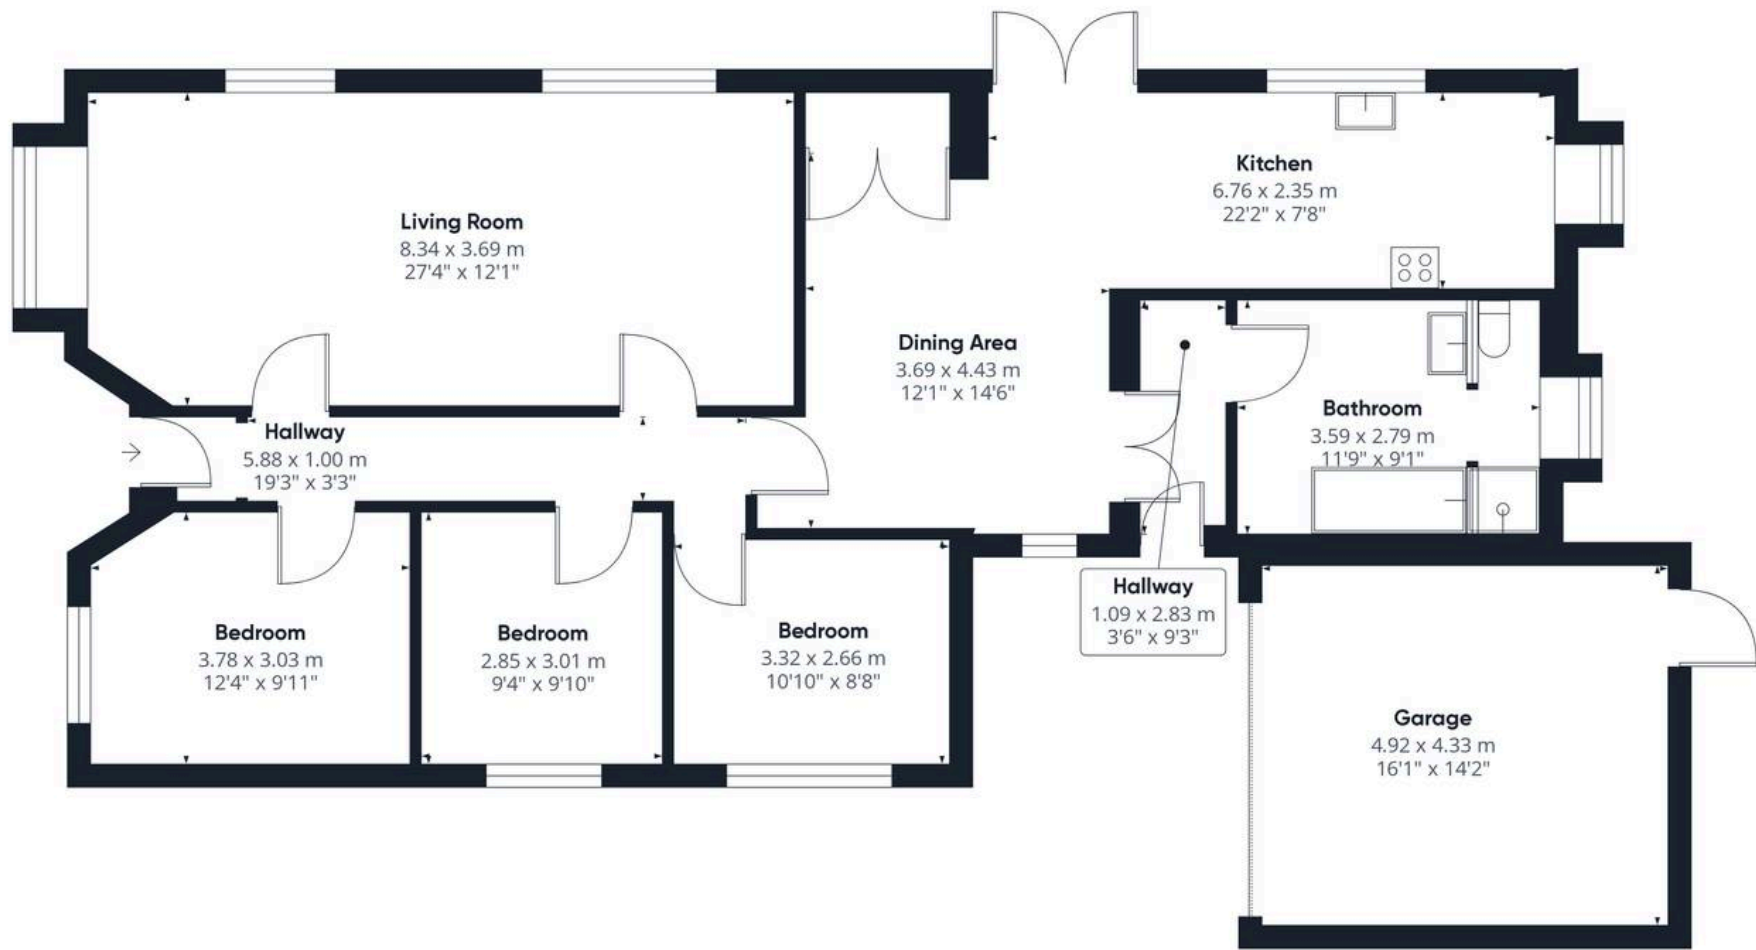 Living Room
8.34 x 3.69 m
27'4" x 12'1"
Kitchen
6.76 x 2.35 m
22'2" x 7'8"
Dining Area
3.69 x 4.43 m
12'1" x 14'6"
Bathroom
3.59 x 2.79 m
11'9" x 9'1"
Hallway
5.88 x 1.00 m
19'3" x 3'3"
Hallway
1.09 x 2.83 m
3'6" x 9'3"
Bedroom
3.78 x 3.03 m
12'4" x 9'11"
Bedroom
2.85 x 3.01 m
9'4" x 9'10"
Bedroom
3.32 x 2.66 m
10'10" x 8'8"
Garage
4.92 x 4.33 m
16'1" x 14'2"